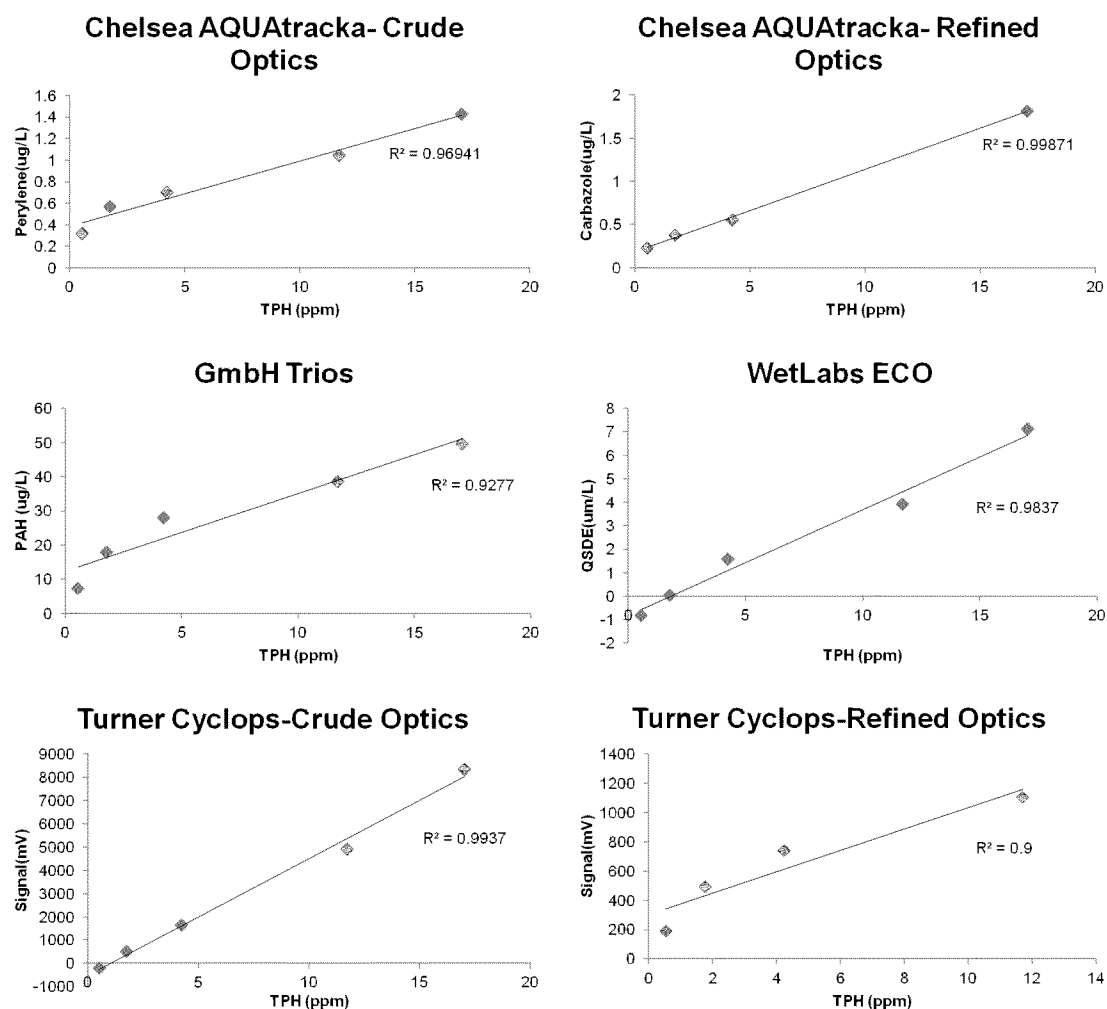 Chelsea AQUAtracka- Crude
Optics
Perylene(ug/L)
1.6
1.4
1.2
1
0.8
0.6
0.4
0.2
0
R² = 0.96941
0 5 10 15 20
TPH (ppm)
Chelsea AQUAtracka- Refined
Optics
Carbazole(ug/L)
2
1.5
1
0.5
0
R² = 0.99871
0 5 10 15 20
TPH (ppm)
GmbH Trios
PAH (ug/L)
60
50
40
30
20
10
0
R² = 0.9277
0 5 10 15 20
TPH (ppm)
WetLabs ECO
QSDE(um/L)
8
7
6
5
4
3
2
1
0
-1
-2
R² = 0.9837
0 5 10 15 20
TPH (ppm)
Turner Cyclops-Crude Optics
Signal(mV)
9000
8000
7000
6000
5000
4000
3000
2000
1000
0
-1000
R² = 0.9937
0 5 10 15 20
TPH (ppm)
Turner Cyclops-Refined Optics
Signal(mV)
1400
1200
1000
800
600
400
200
0
R² = 0.9
0 2 4 6 8 10 12 14
TPH (ppm)